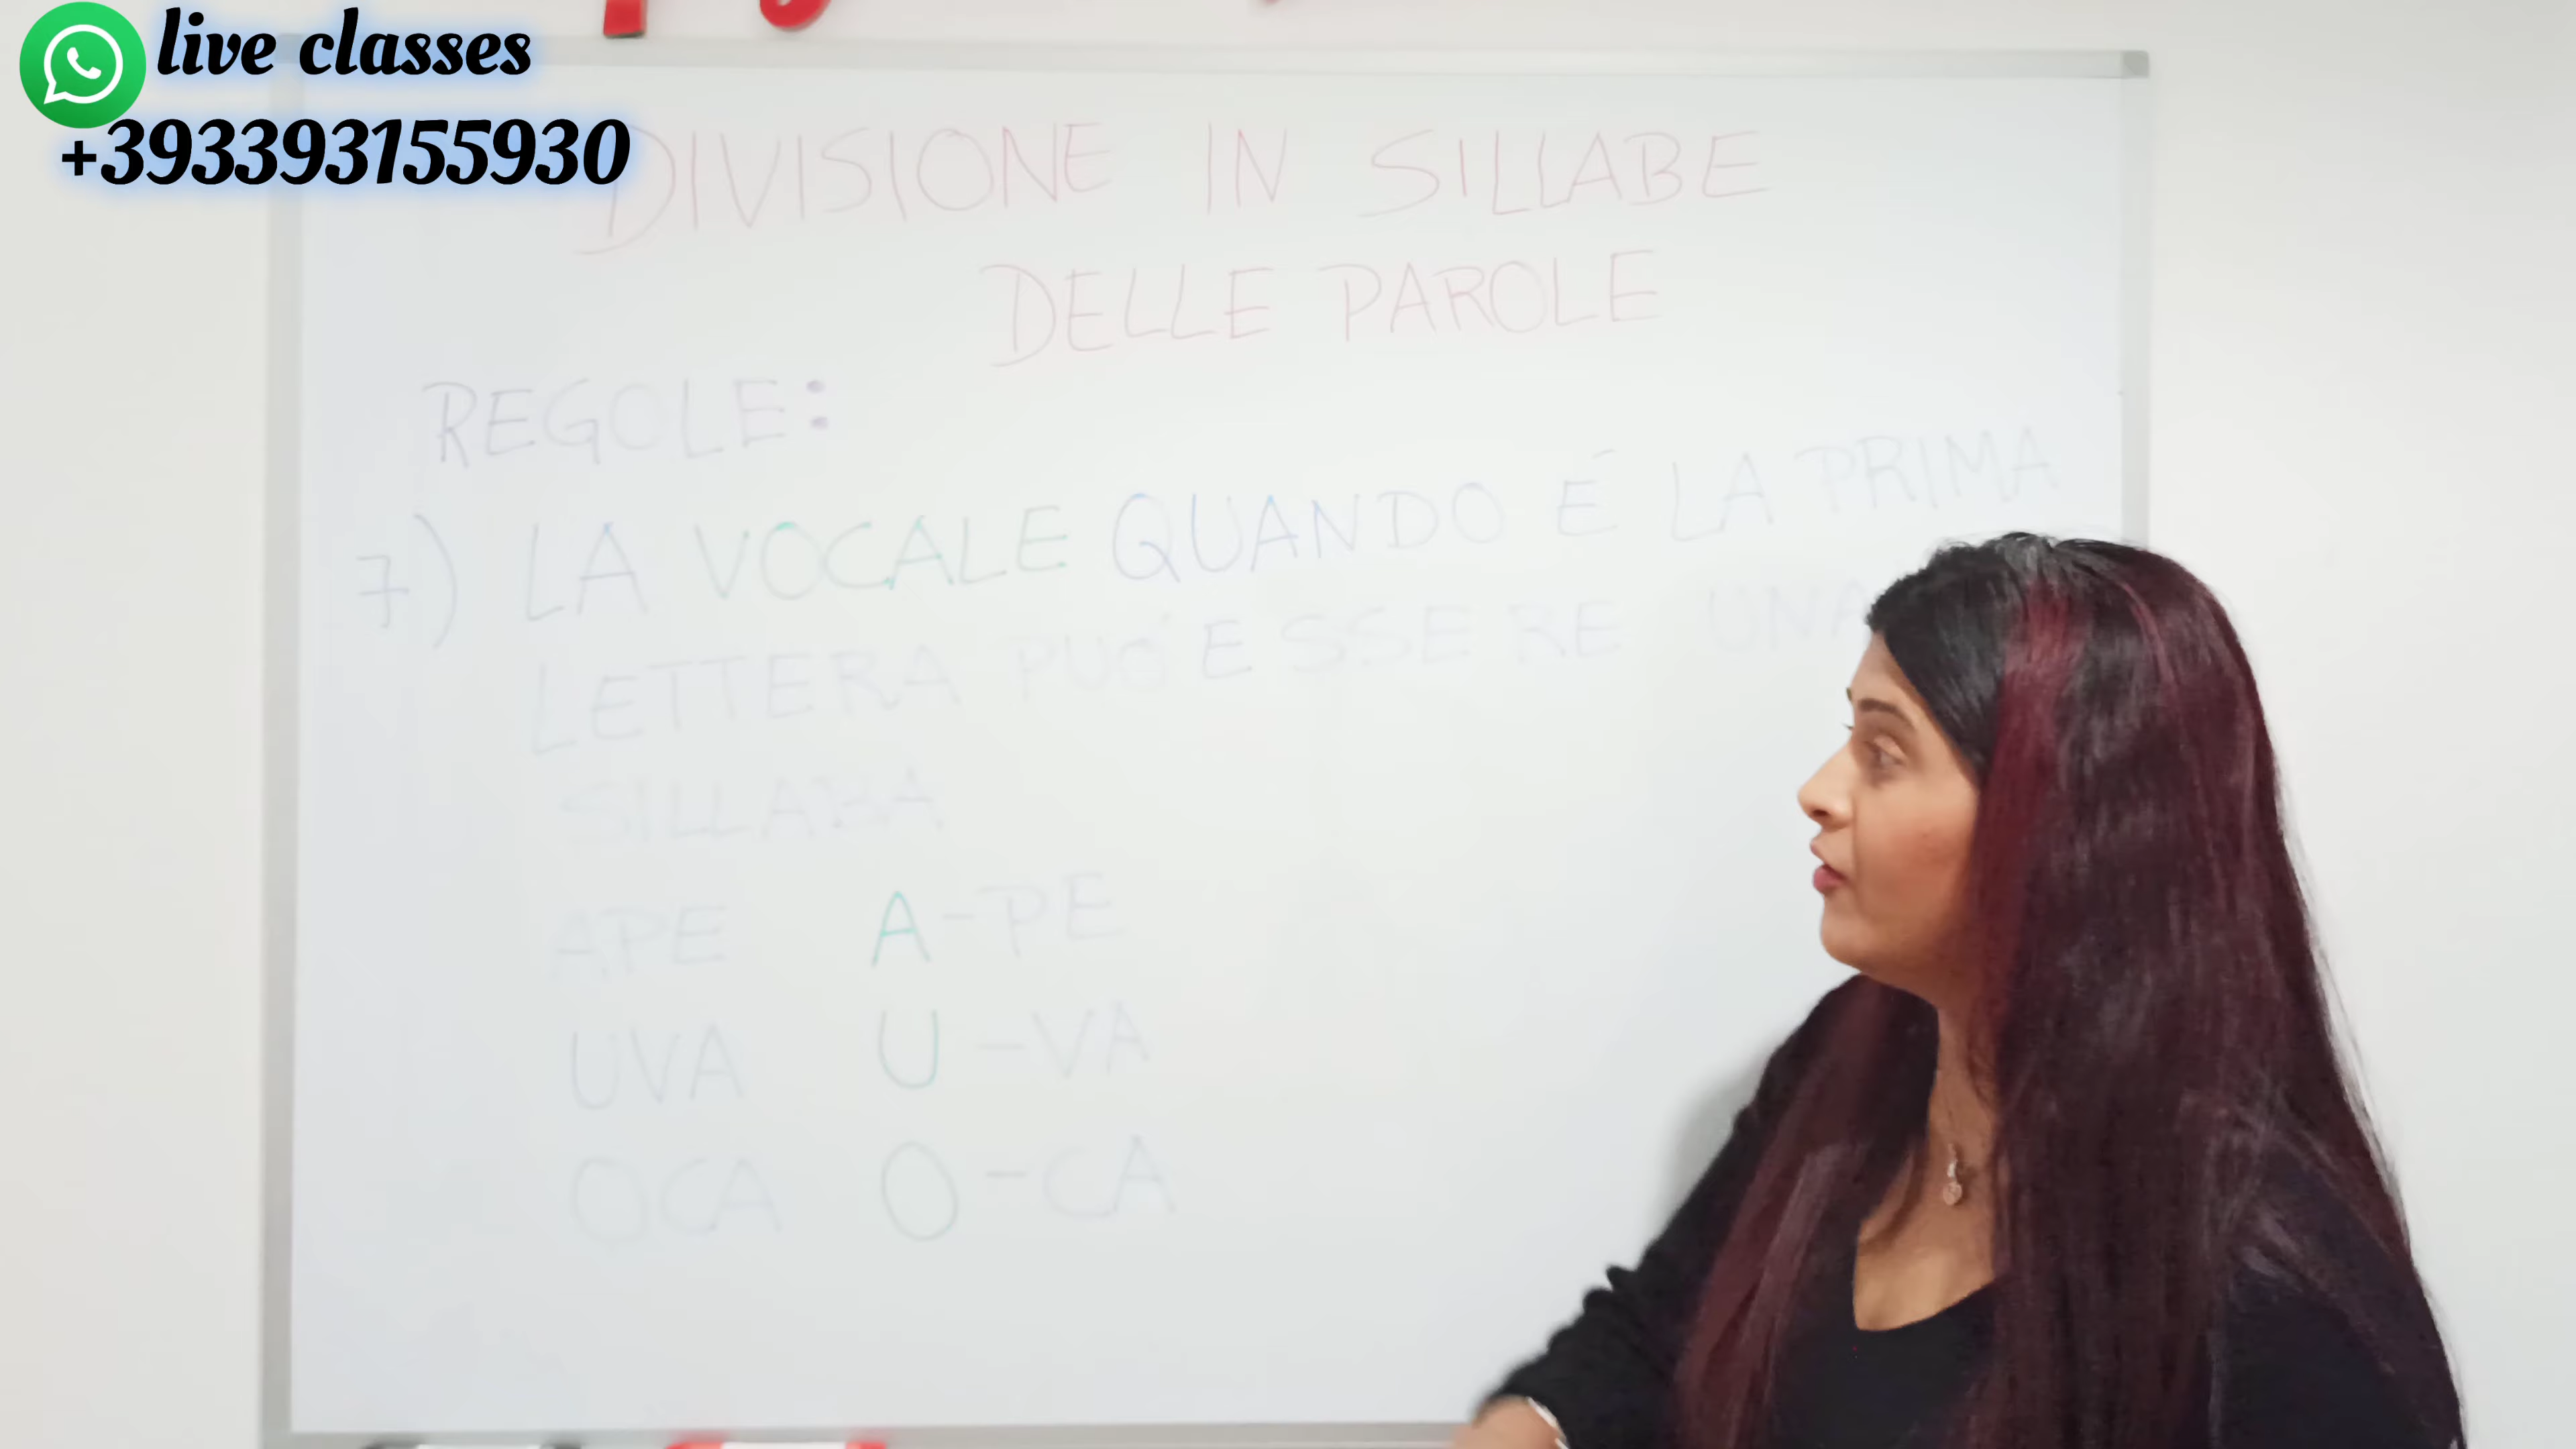 live classes
+393393155930
DIVISIONE IN SILLABE
DELLE PAROLE
REGOLE:
7) LA VOCALE QUANDO É LA PRIMA
LETTERA PUÓ ESSERE UNA
SILLABA
APE A-PE
UVA U-VA
OCA O-CA